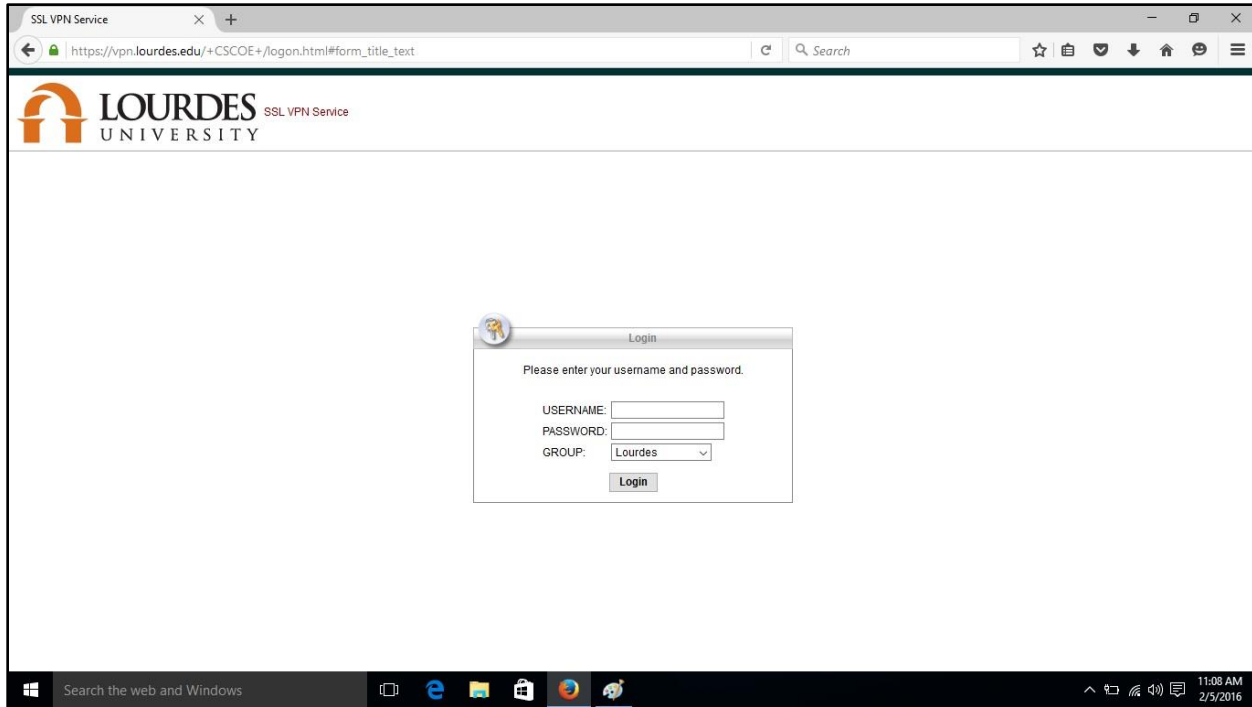 SSL VPN Service
https://vpn.lourdes.edu/+CSCOE+/logon.html#form_title_text
Search
LOURDES
UNIVERSITY
SSL VPN Service
Login
Please enter your username and password.
USERNAME:
PASSWORD:
GROUP: Lourdes
Login
Search the web and Windows
11:08 AM
2/5/2016